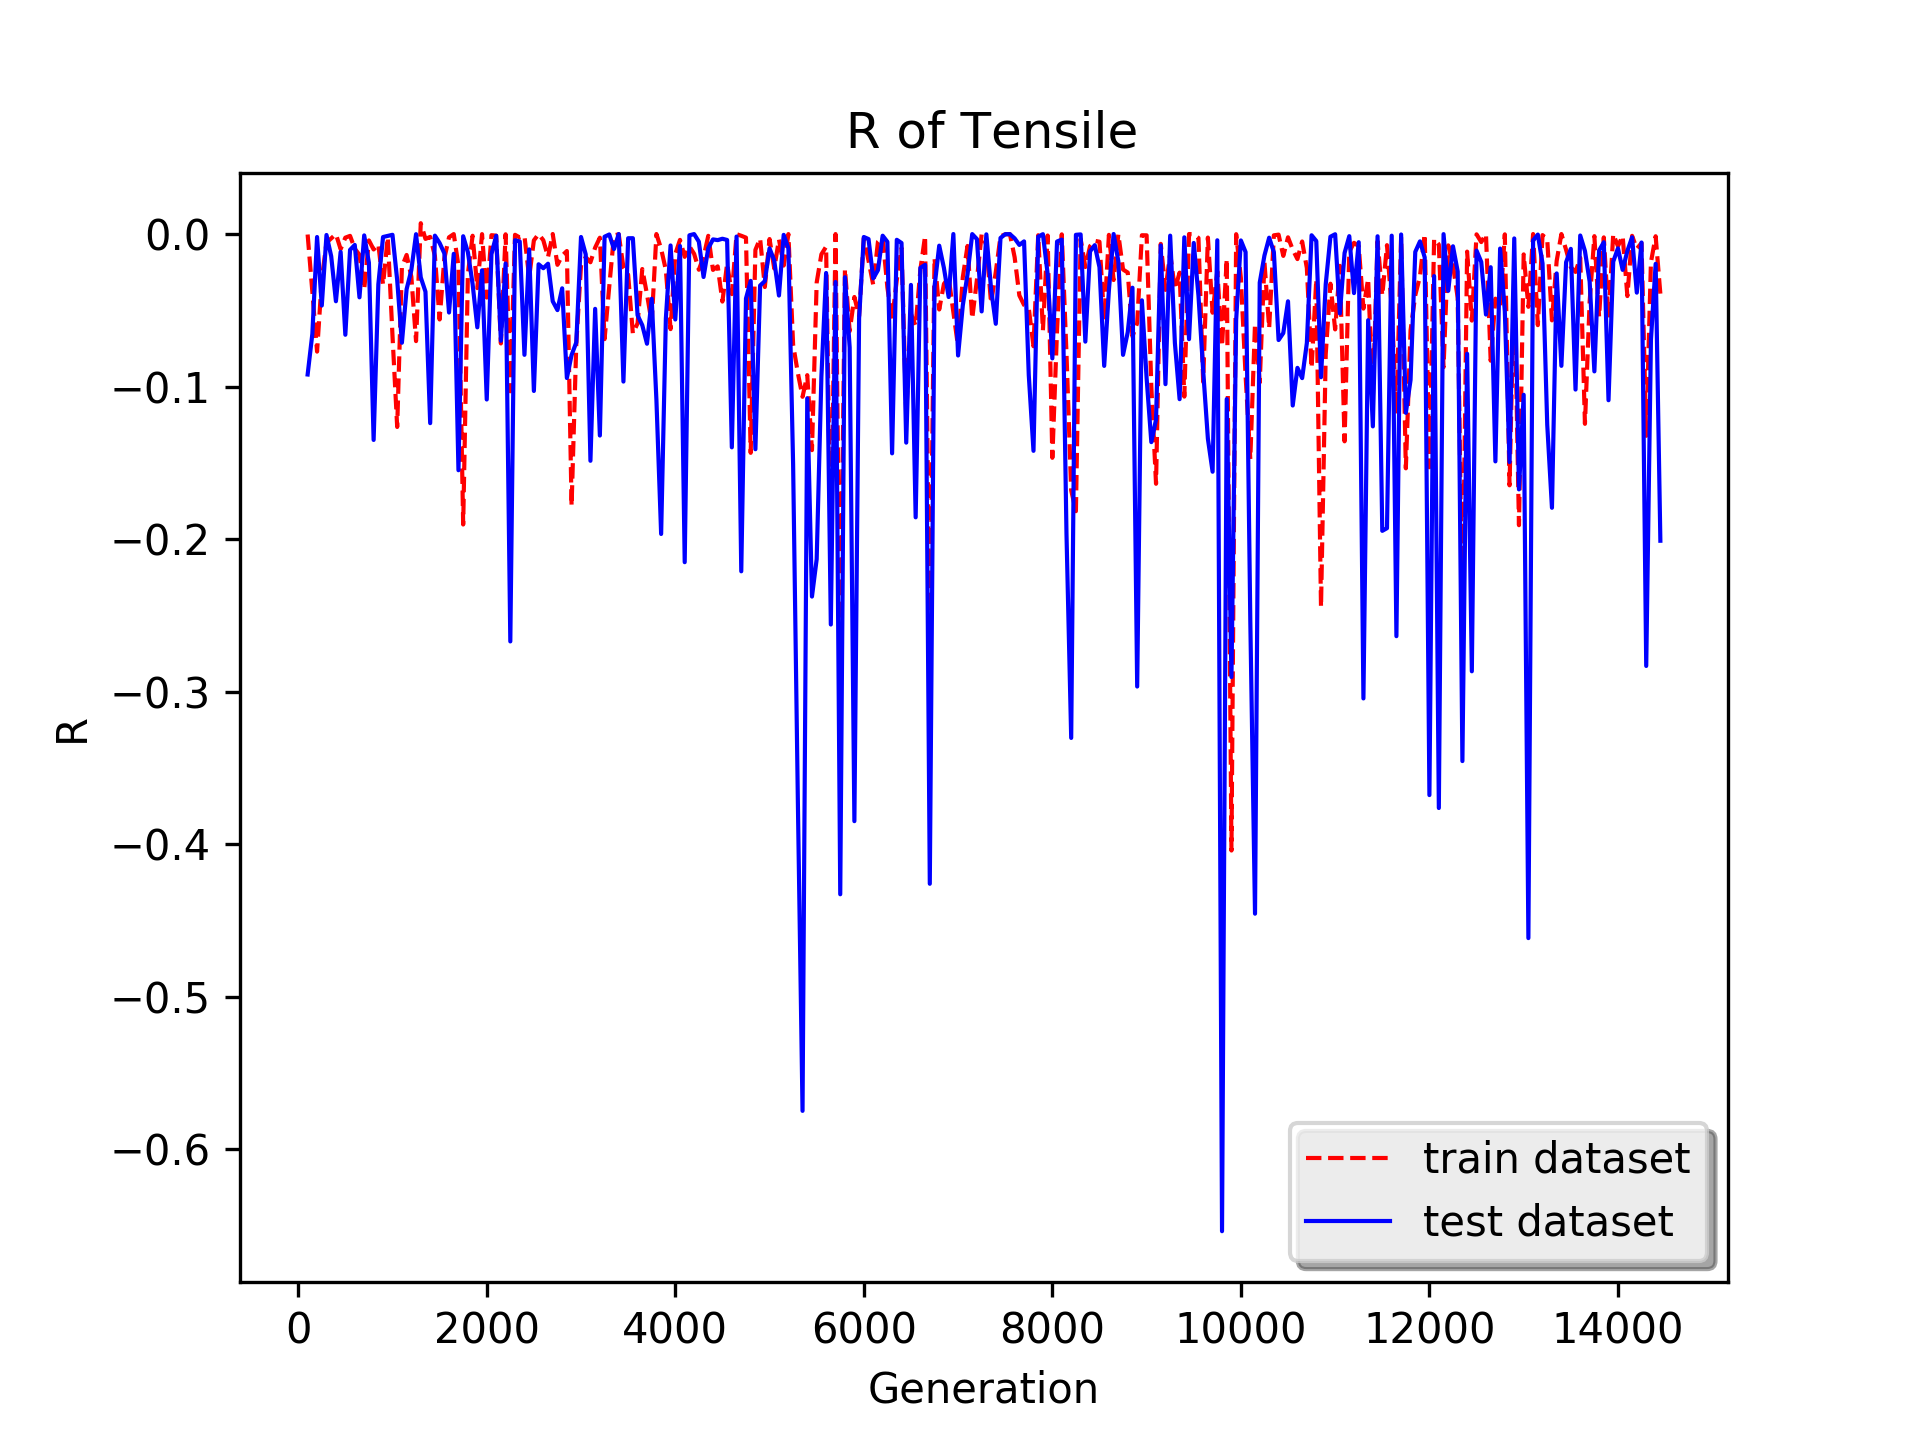 R of Tensile
0.0
−0.1
−0.2
−0.3
−0.4
−0.5
−0.6
R
0 2000 4000 6000 8000 10000 12000 14000
Generation
train dataset
test dataset